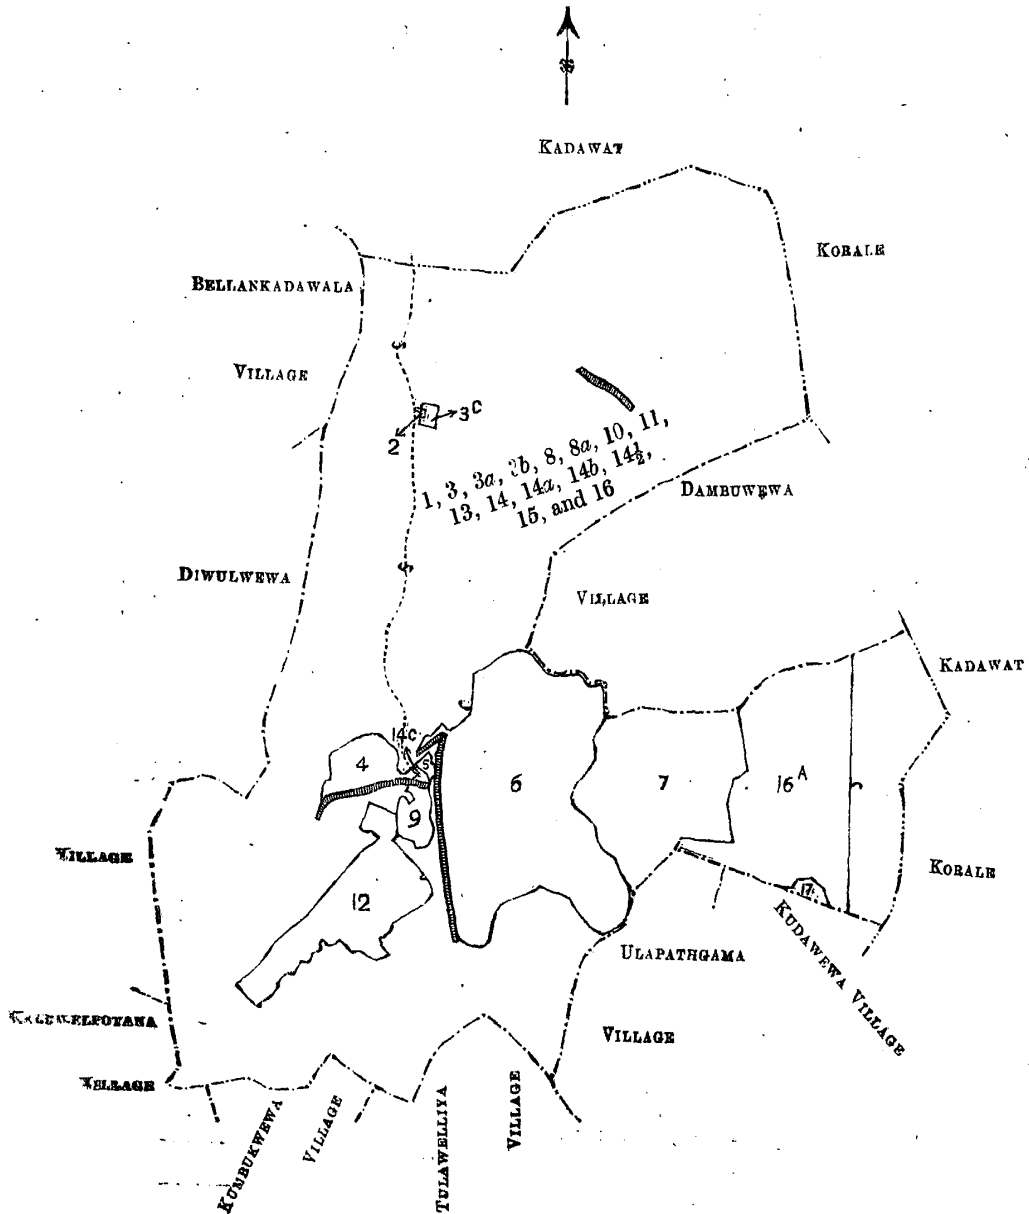 KADAWAT
KORALE
BELLANKADAWALA
VILLAGE
3C
2
1, 3, 3a, 3b, 8, 8a, 10, 11,
13, 14, 14a, 14b, 14½,
15, and 16
DAMBUWEWA
DIWULWEWA
VILLAGE
KADAWAT
14C
4
5
6
7
16A
9
VILLAGE
KORALE
12
17
ULAPATHGAMA
KUDAWEWA VILLAGE
VILLAGE
VILLAGE
KUMBUKWEWA
VILLAGE
TULAWELLIYA
VILLAGE